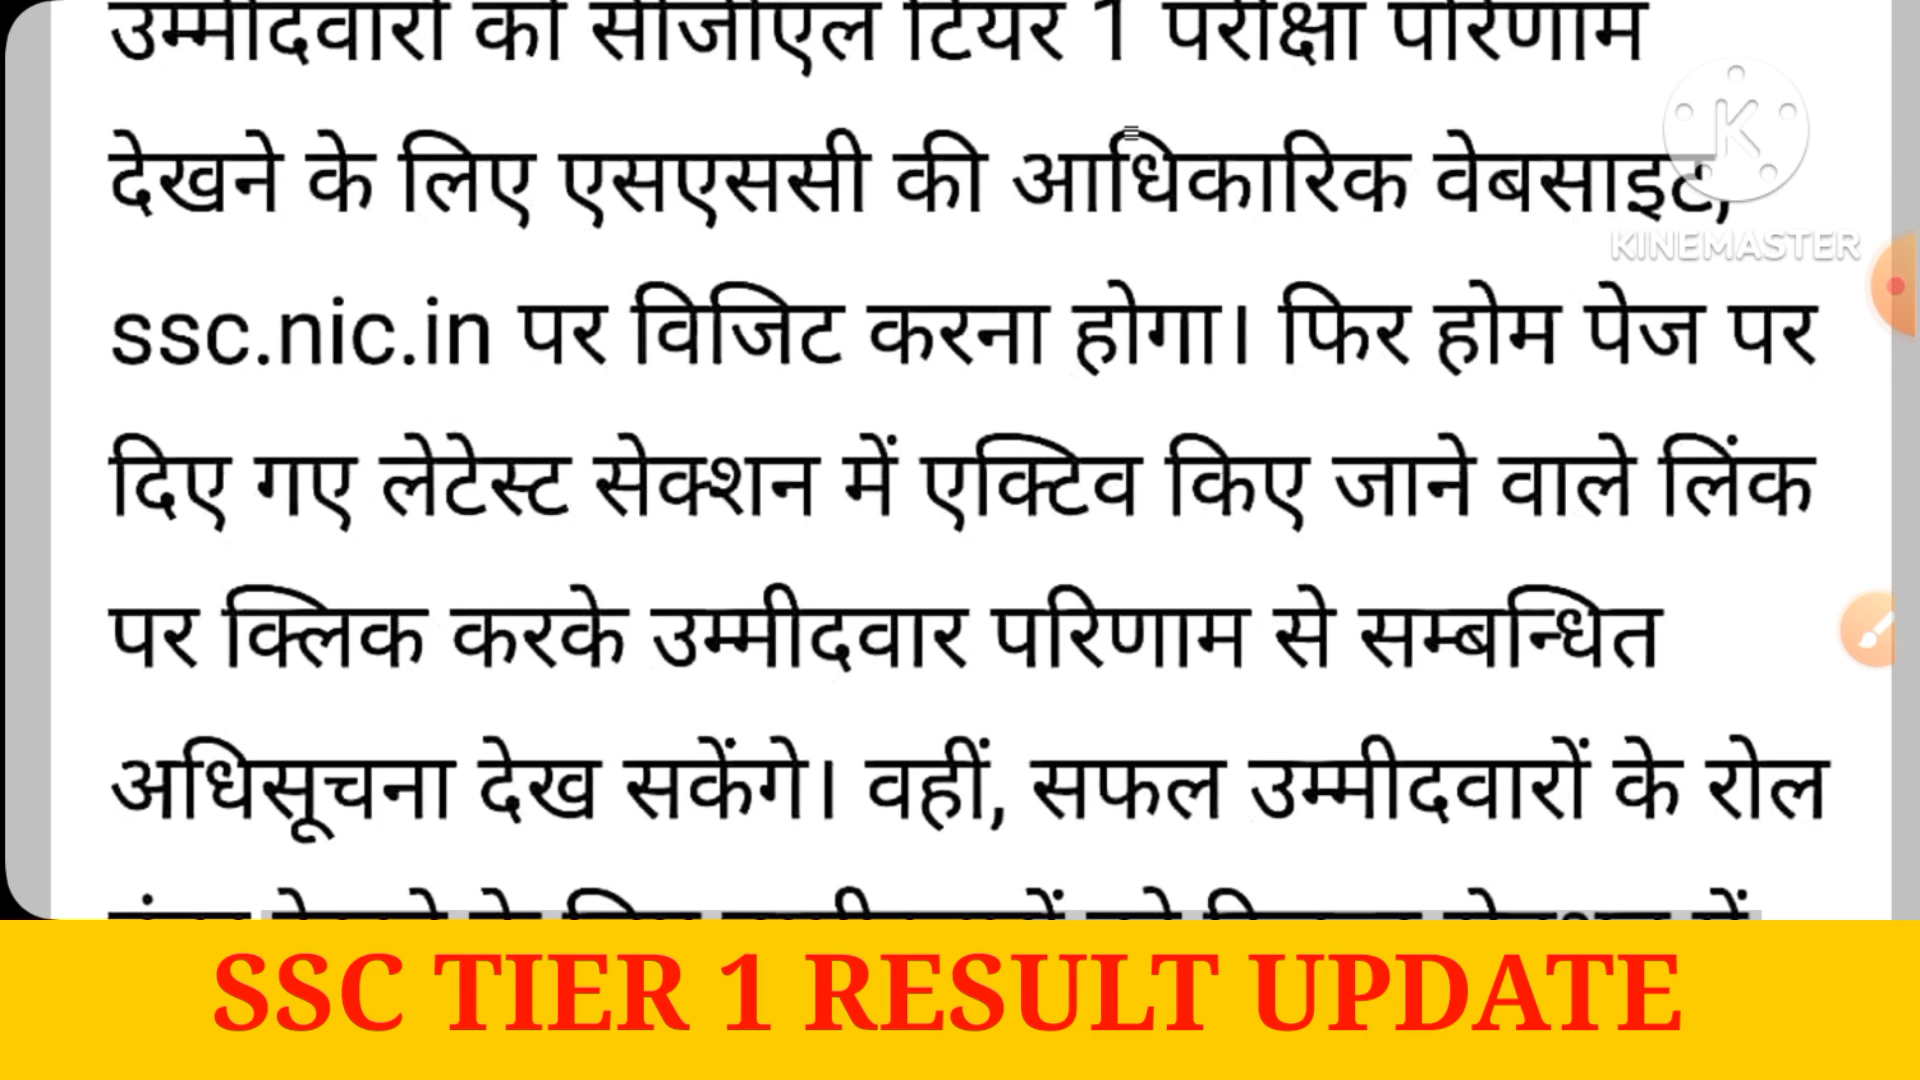 उम्मीदवारों को सीजीएल टियर 1 परीक्षा परिणाम
देखने के लिए एसएससी की आधिकारिक वेबसाइट,
KINEMASTER
ssc.nic.in पर विजिट करना होगा। फिर होम पेज पर
दिए गए लेटेस्ट सेक्शन में एक्टिव किए जाने वाले लिंक
पर क्लिक करके उम्मीदवार परिणाम से सम्बन्धित
अधिसूचना देख सकेंगे। वहीं, सफल उम्मीदवारों के रोल
SSC TIER 1 RESULT UPDATE